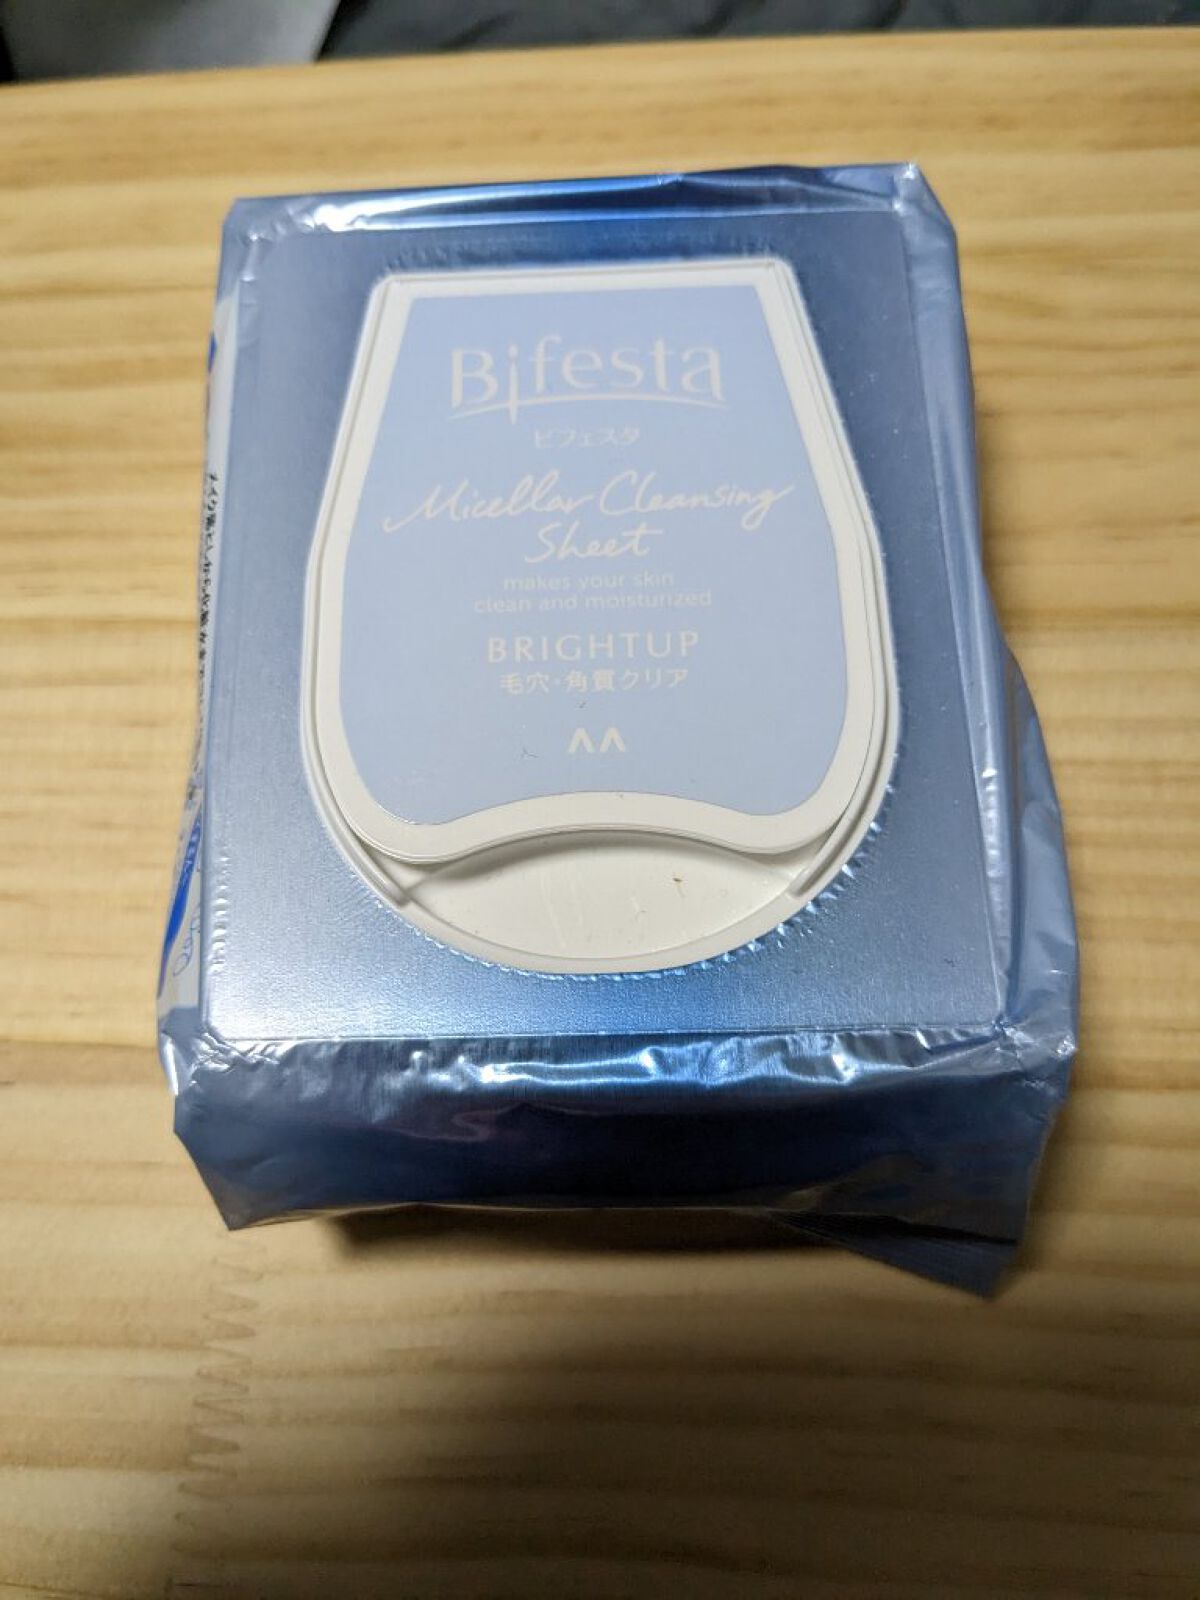 Bifesta
ビフェスタ
Micellar Cleansing
Sheet
makes your skin
clean and moisturized
BRIGHTUP
毛穴・角質クリア